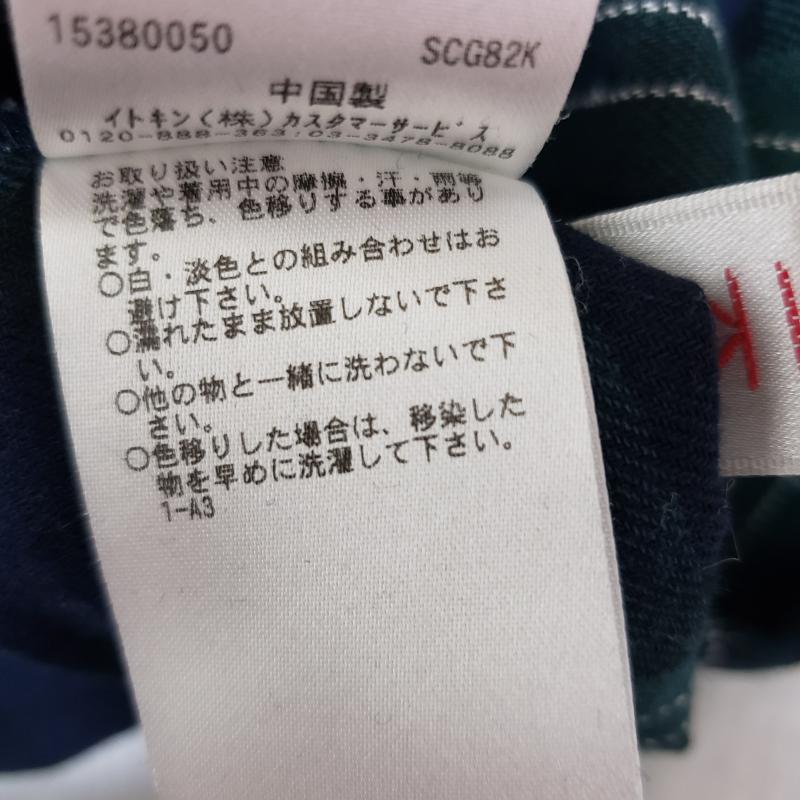 15380050 SCG82K
中国製
イトキン(株)カスタマーサービス
0120-888-363:03-3478-8088
お取り扱い注意
洗濯や着用中の摩擦・汗・雨等
で色落ち、色移りする事があり
ます。
○白・淡色との組み合わせはお
避け下さい。
○濡れたまま放置しないで下さ
い。
○他の物と一緒に洗わないで下
さい。
○色移りした場合は、移染した
物を早めに洗濯して下さい。
1-A3